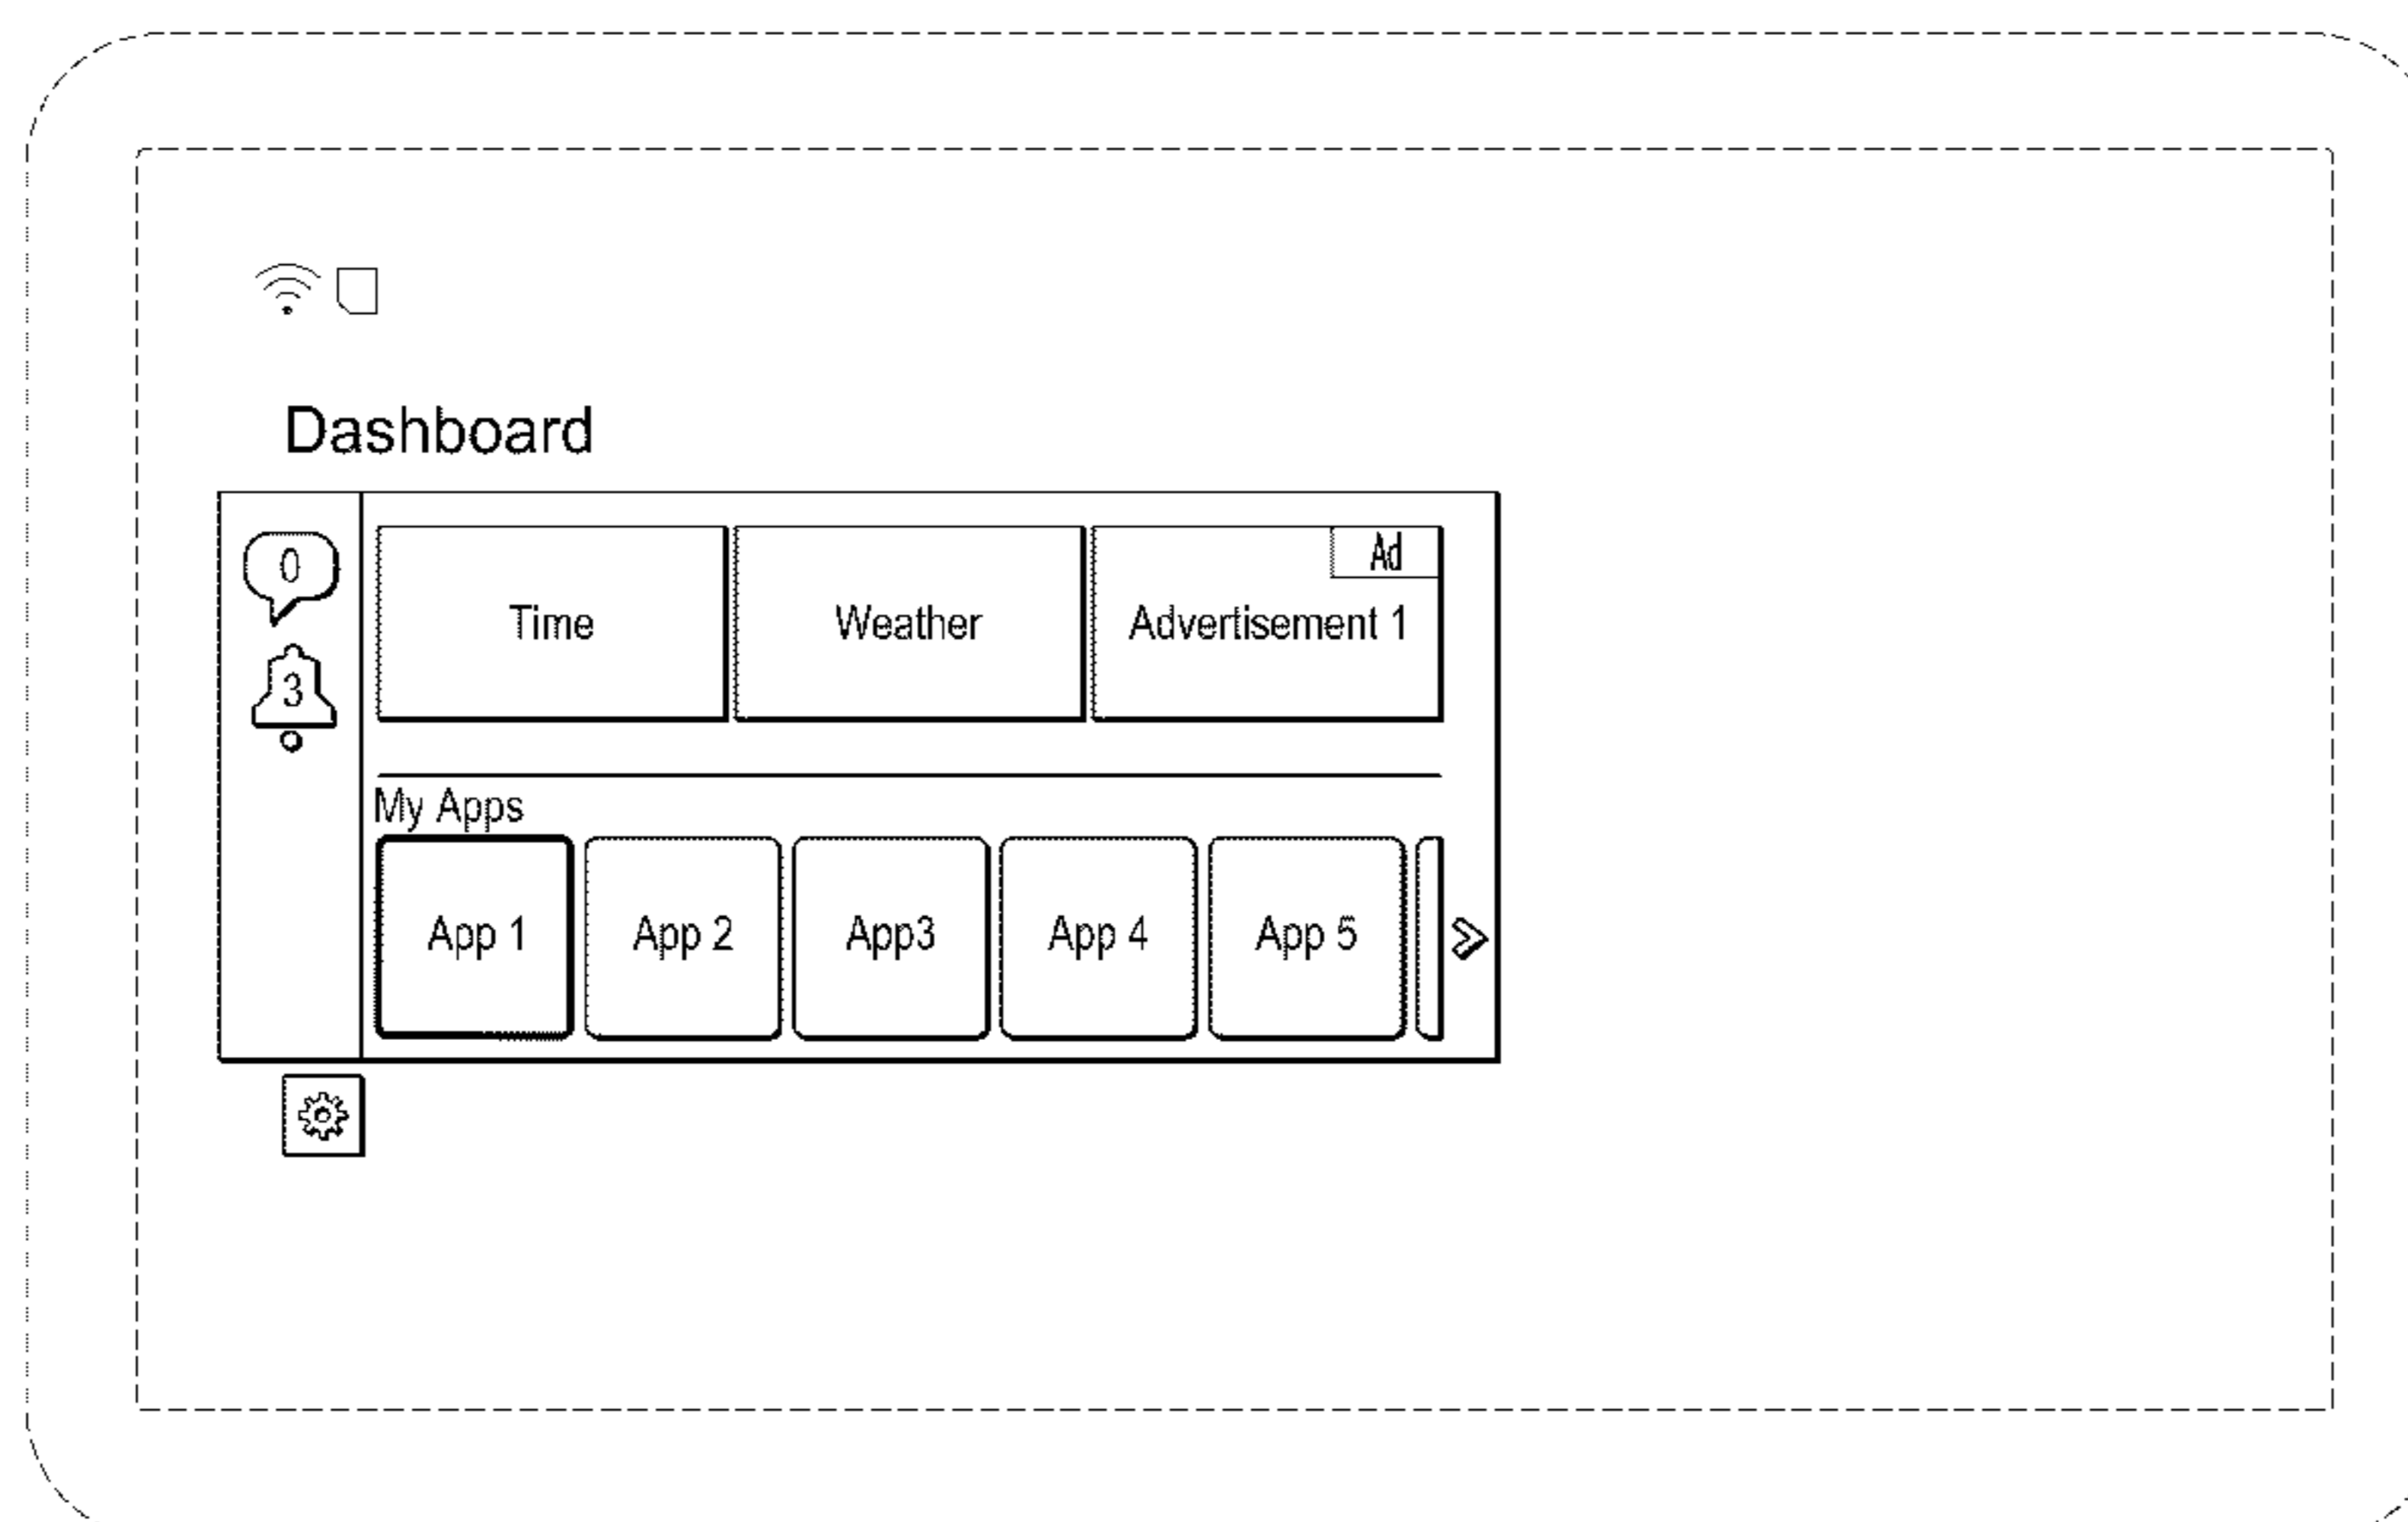 Dashboard
0
3
Time
Weather
Ad
Advertisement 1
My Apps
App 1
App 2
App3
App 4
App 5